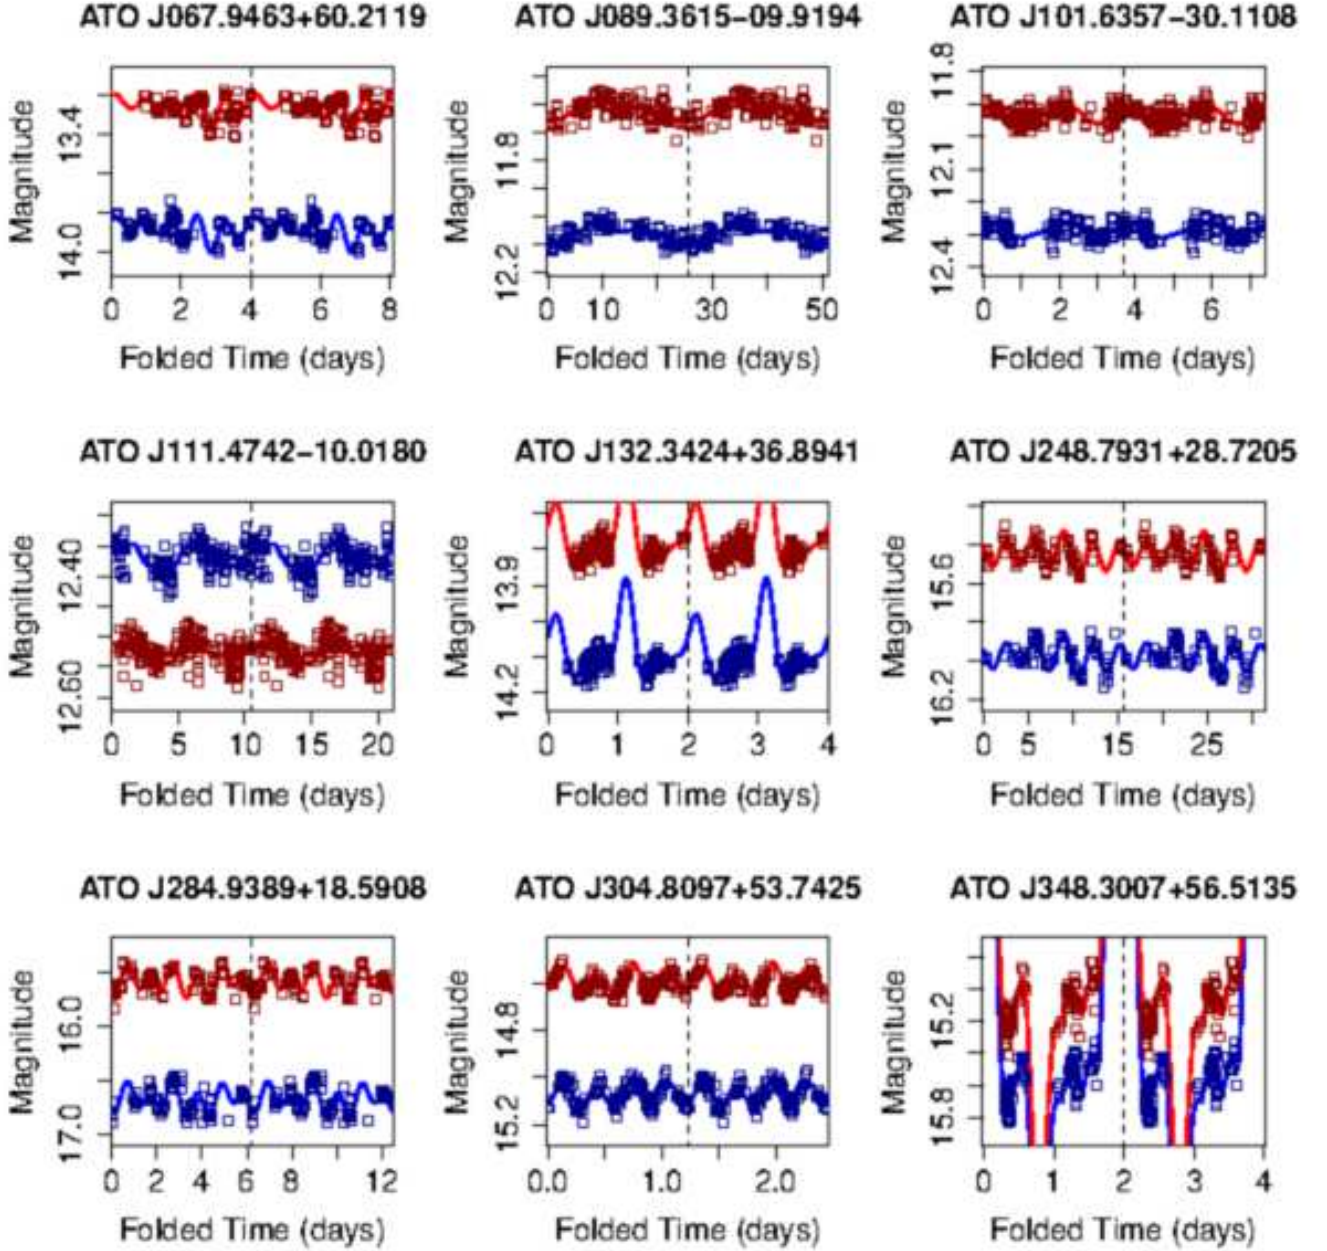 ATO J067.9463+60.2119
ATO J089.3615−09.9194
ATO J101.6357−30.1108
Magnitude
13.4
14.0
0 2 4 6 8
Folded Time (days)
Magnitude
11.8
12.2
0 10 30 50
Folded Time (days)
Magnitude
11.8
12.1
12.4
0 2 4 6
Folded Time (days)
ATO J111.4742−10.0180
ATO J132.3424+36.8941
ATO J248.7931+28.7205
Magnitude
12.40
12.60
0 5 10 15 20
Folded Time (days)
Magnitude
13.9
14.2
0 1 2 3 4
Folded Time (days)
Magnitude
15.6
16.2
0 5 15 25
Folded Time (days)
ATO J284.9389+18.5908
ATO J304.8097+53.7425
ATO J348.3007+56.5135
Magnitude
16.0
17.0
0 2 4 6 8 12
Folded Time (days)
Magnitude
14.8
15.2
0.0 1.0 2.0
Folded Time (days)
Magnitude
15.2
15.8
0 1 2 3 4
Folded Time (days)